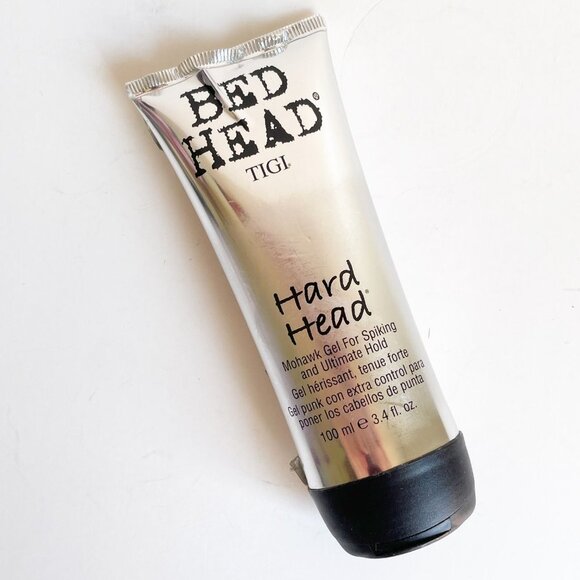 BED
HEAD®
TIGI®
Hard
Head®
Mohawk Gel For Spiking
and Ultimate Hold
Gel hérissant, tenue forte
Gel punk con extra control para
poner los cabellos de punta
100 ml e 3.4 fl. oz.